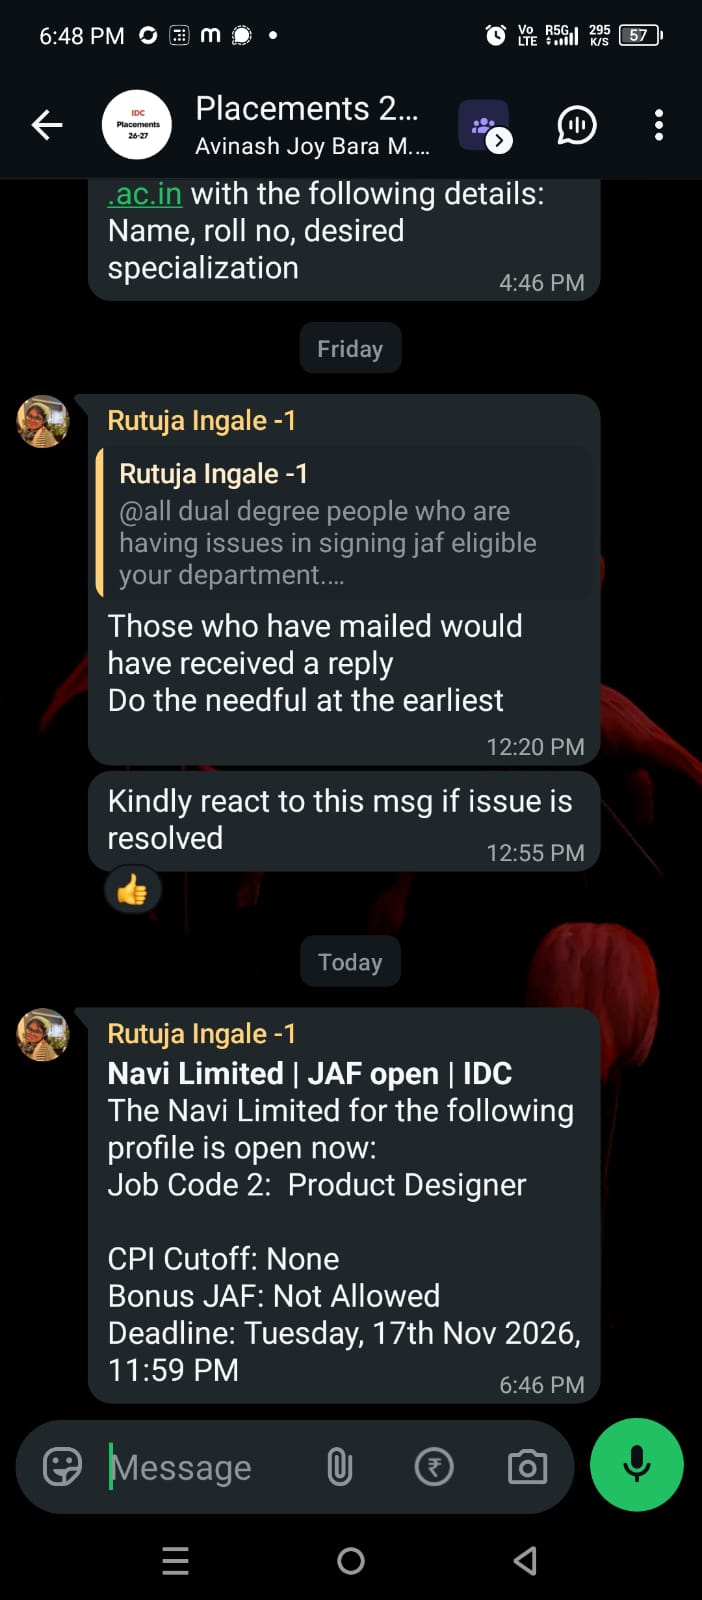 6:48 PM
Vo LTE R5G 295 K/S 57
IDC
Placements
26-27
Placements 2...
Avinash Joy Bara M....
.ac.in with the following details:
Name, roll no, desired
specialization
4:46 PM
Friday
Rutuja Ingale -1
Rutuja Ingale -1
@all dual degree people who are
having issues in signing jaf eligible
your department....
Those who have mailed would
have received a reply
Do the needful at the earliest
12:20 PM
Kindly react to this msg if issue is
resolved
12:55 PM
Today
Rutuja Ingale -1
Navi Limited | JAF open | IDC
The Navi Limited for the following
profile is open now:
Job Code 2:  Product Designer
CPI Cutoff: None
Bonus JAF: Not Allowed
Deadline: Tuesday, 17th Nov 2026,
11:59 PM
6:46 PM
Message